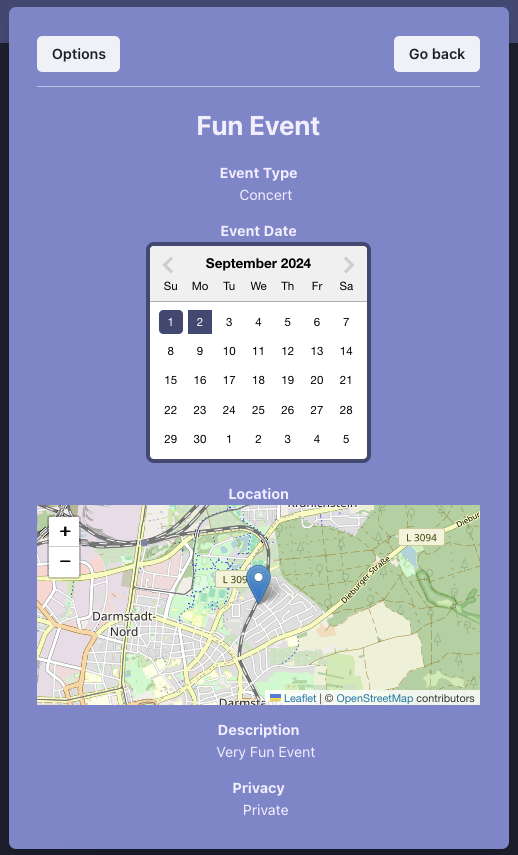 Options
Go back
Fun Event
Event Type
Concert
Event Date
September 2024
Su Mo Tu We Th Fr Sa
1 2 3 4 5 6 7
8 9 10 11 12 13 14
15 16 17 18 19 20 21
22 23 24 25 26 27 28
29 30 1 2 3 4 5
Location
Kranichstein
+
−
L 3094
L 309
Dieburger Straße
Darmstadt-
Nord
Leaflet | © OpenStreetMap contributors
Description
Very Fun Event
Privacy
Private